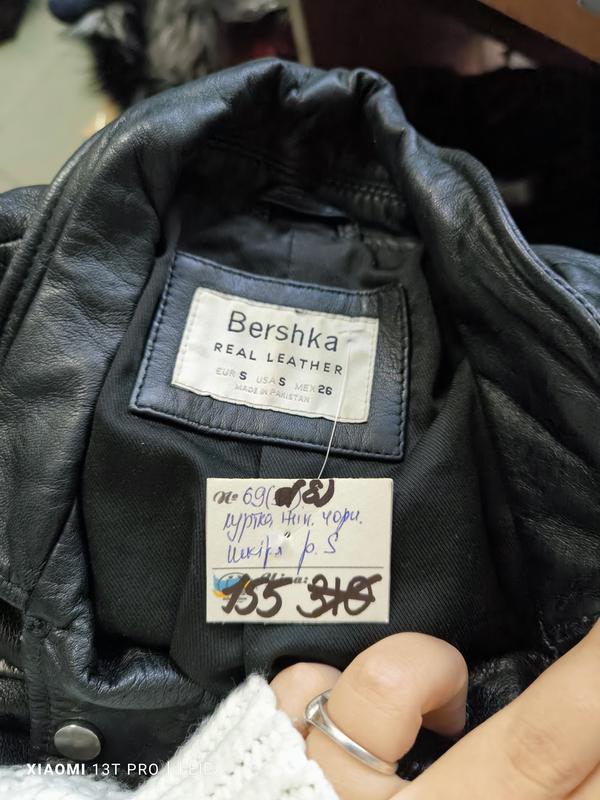 Bershka
REAL LEATHER
EUR S USA S MEX 26
MADE IN PAKISTAN
№ 69
куртка жін. чорн.
шкіра р. S
Ціна:
155 310
XIAOMI 13T PRO | LEICA